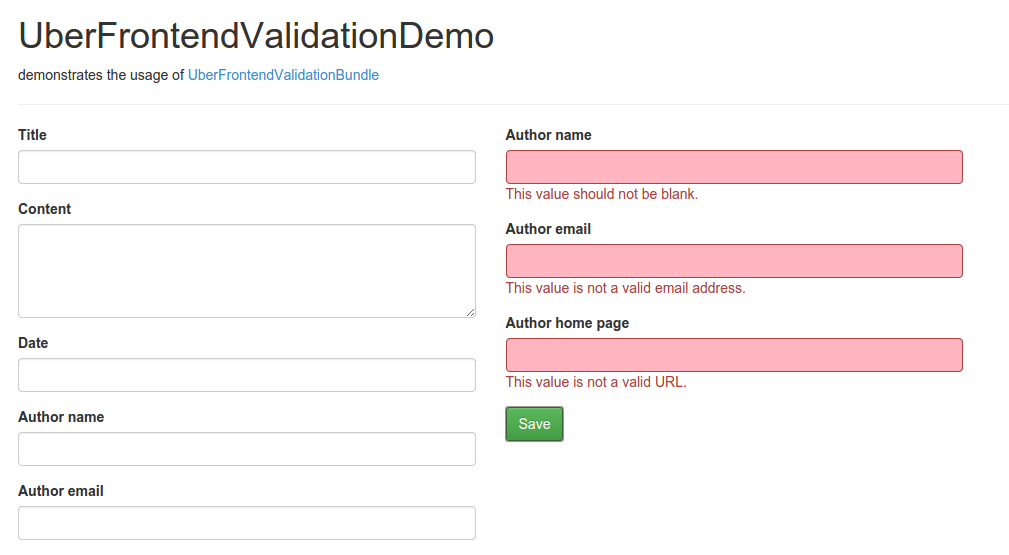 UberFrontendValidationDemo
demonstrates the usage of UberFrontendValidationBundle
Title
Content
Date
Author name
Author email
Author name
This value should not be blank.
Author email
This value is not a valid email address.
Author home page
This value is not a valid URL.
Save